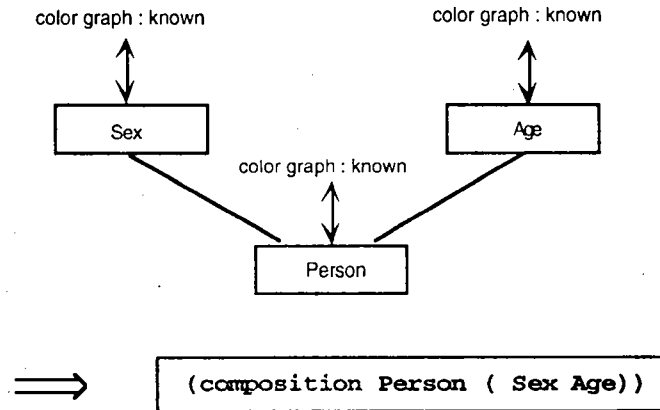 color graph : known
color graph : known
Sex
Age
color graph : known
Person
(composition Person ( Sex Age))